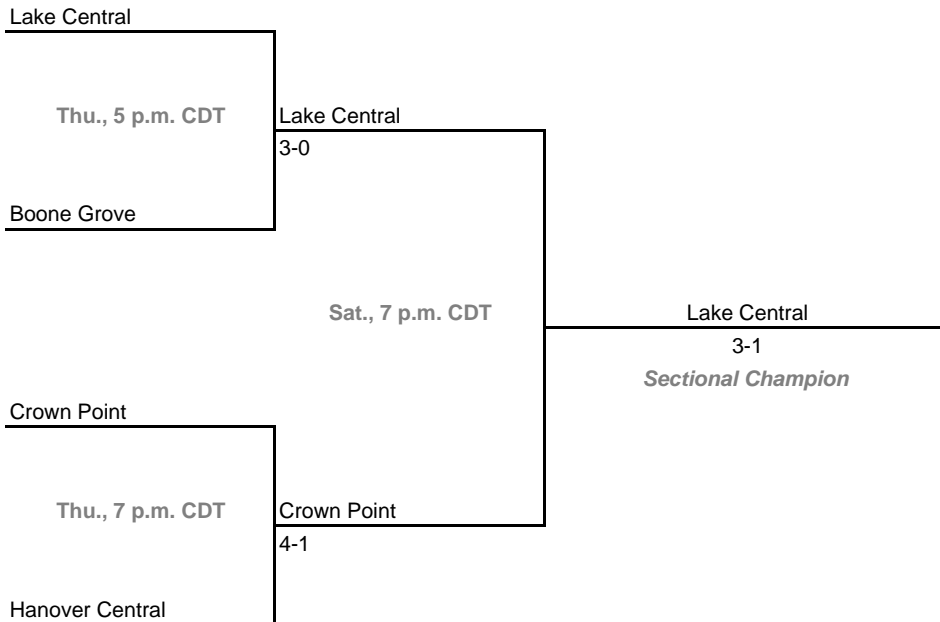 Lake Central
Thu., 5 p.m. CDT
Lake Central
3-0
Boone Grove
Sat., 7 p.m. CDT
Lake Central
3-1
Sectional Champion
Crown Point
Thu., 7 p.m. CDT
Crown Point
4-1
Hanover Central